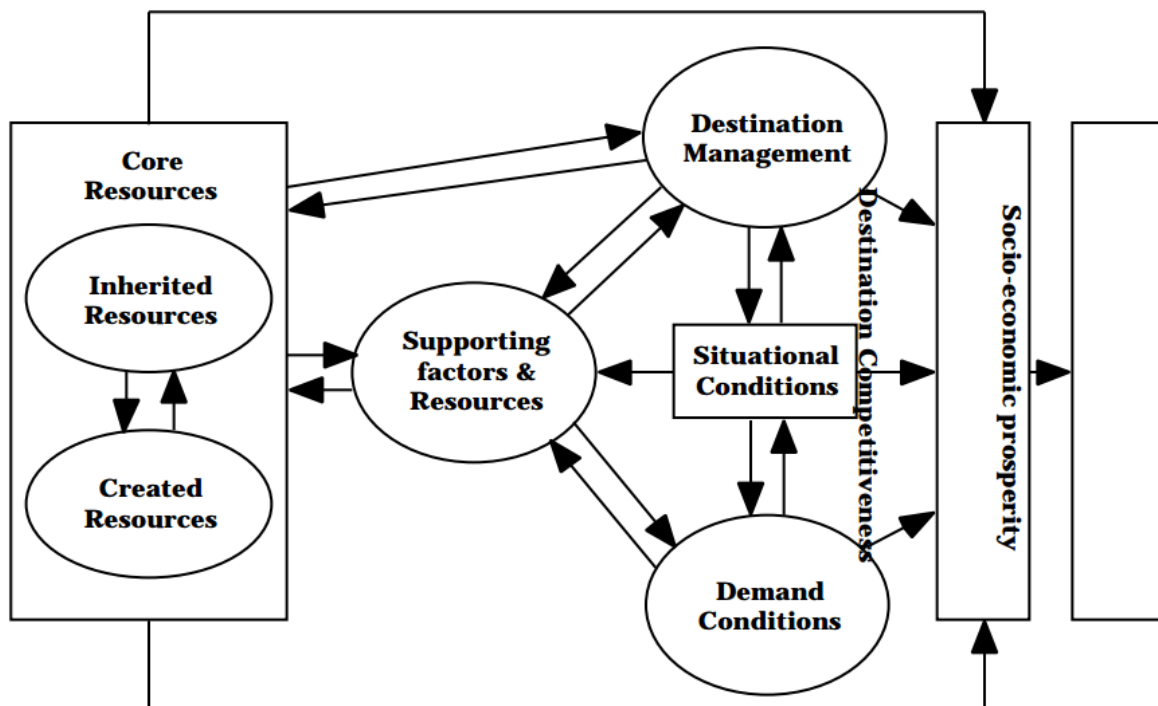 Core
Resources
Inherited
Resources
Created
Resources
Supporting
factors &
Resources
Destination
Management
Situational
Conditions
Demand
Conditions
Destination Competitiveness
Socio-economic prosperity